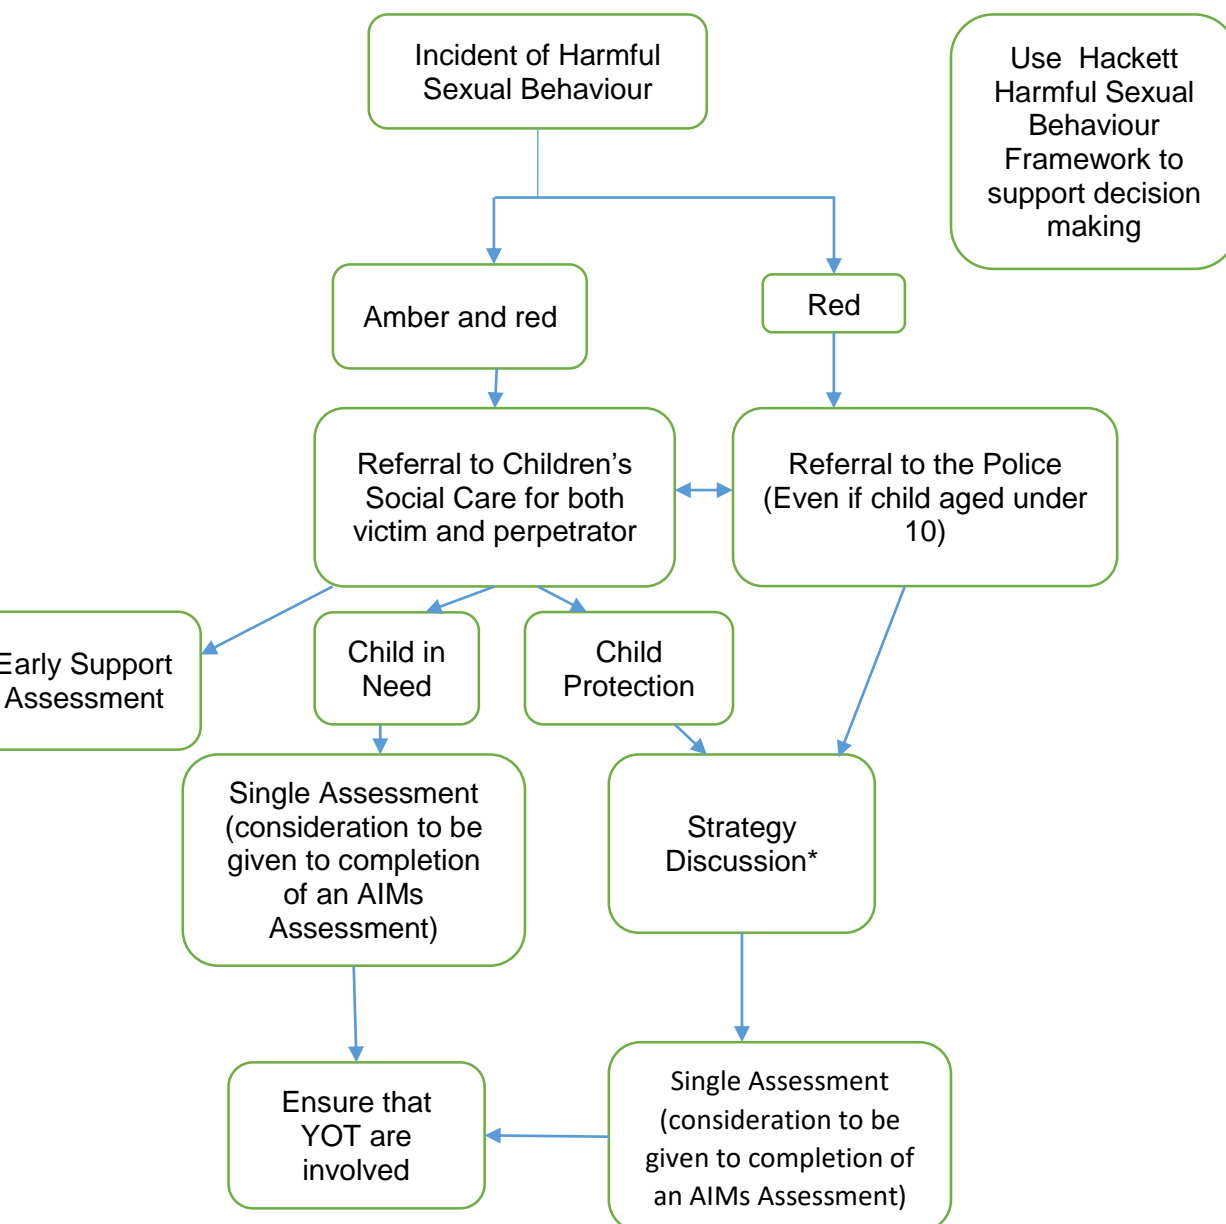 Incident of Harmful
Sexual Behaviour
Use Hackett
Harmful Sexual
Behaviour
Framework to
support decision
making
Amber and red
Red
Referral to Children’s
Social Care for both
victim and perpetrator
Referral to the Police
(Even if child aged under
10)
Early Support
Assessment
Child in
Need
Child
Protection
Single Assessment
(consideration to be
given to completion
of an AIMs
Assessment)
Strategy
Discussion*
Ensure that
YOT are
involved
Single Assessment
(consideration to be
given to completion of
an AIMs Assessment)